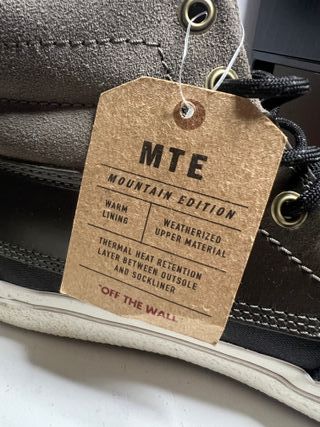 MTE
MOUNTAIN EDITION
WARM
LINING
WEATHERIZED
UPPER MATERIAL
THERMAL HEAT RETENTION
LAYER BETWEEN OUTSOLE
AND SOCKLINER
"OFF THE WALL